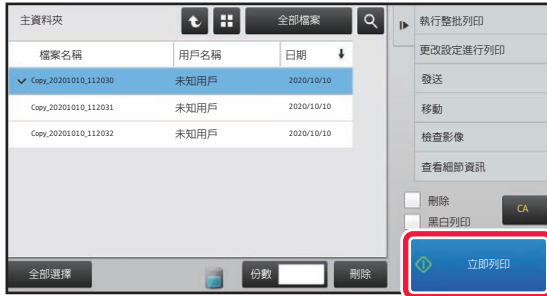 主資料夾
全部檔案
檔案名稱 用戶名稱 日期
Copy_20201010_112030 未知用戶 2020/10/10
Copy_20201010_112031 未知用戶 2020/10/10
Copy_20201010_112032 未知用戶 2020/10/10
全部選擇
份數
刪除
執行整批列印
更改設定進行列印
發送
移動
檢查影像
查看細節資訊
刪除
黑白列印
CA
立即列印